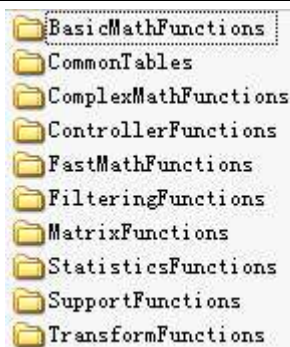 BasicMathFunctions
CommonTables
ComplexMathFunctions
ControllerFunctions
FastMathFunctions
FilteringFunctions
MatrixFunctions
StatisticsFunctions
SupportFunctions
TransformFunctions